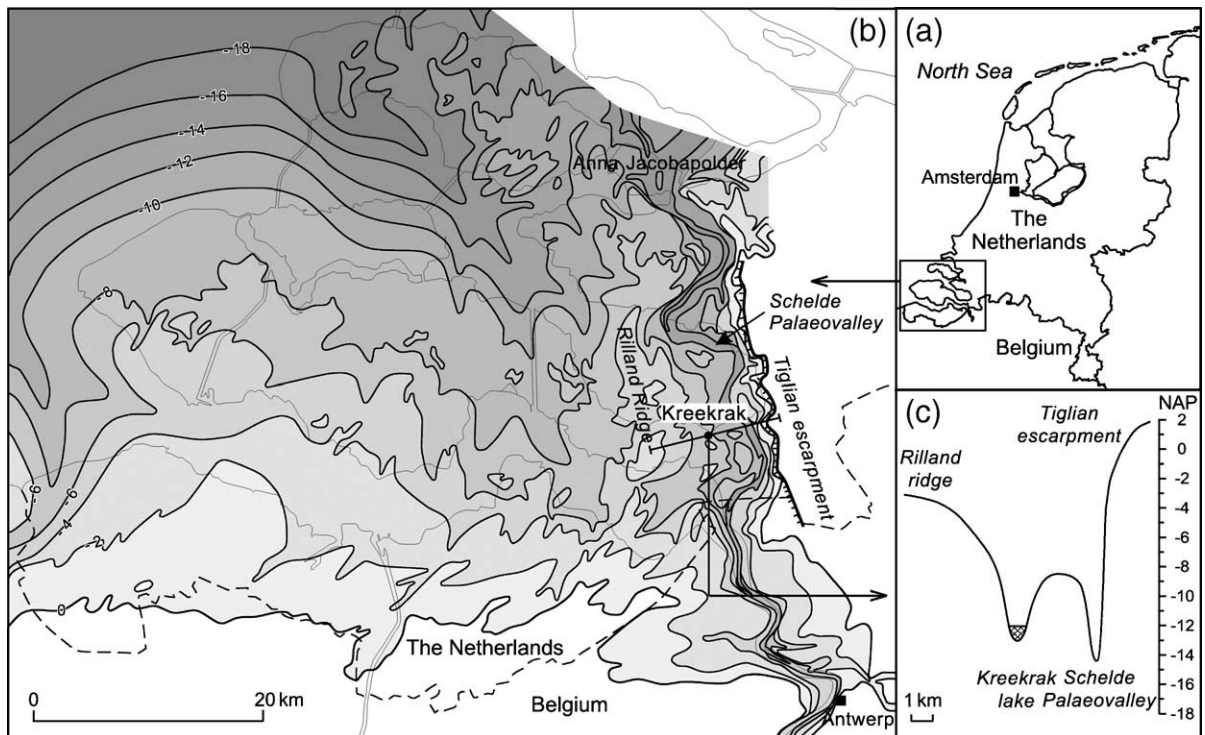 (b)
- 18
- 16
- 14
- 12
- 10
- 8
- 6
- 6
- 4
- 2
0
Anna Jacobapolder
Schelde
Palaeovalley
Rilland Ridge
Kreekrak
Tiglian escarpment
The Netherlands
Belgium
Antwerp
0 20 km
(a)
North Sea
Amsterdam
The
Netherlands
Belgium
(c)
NAP
Tiglian
escarpment
Rilland
ridge
2
0
-2
-4
-6
-8
-10
-12
-14
-16
-18
Kreekrak Schelde
lake Palaeovalley
1 km